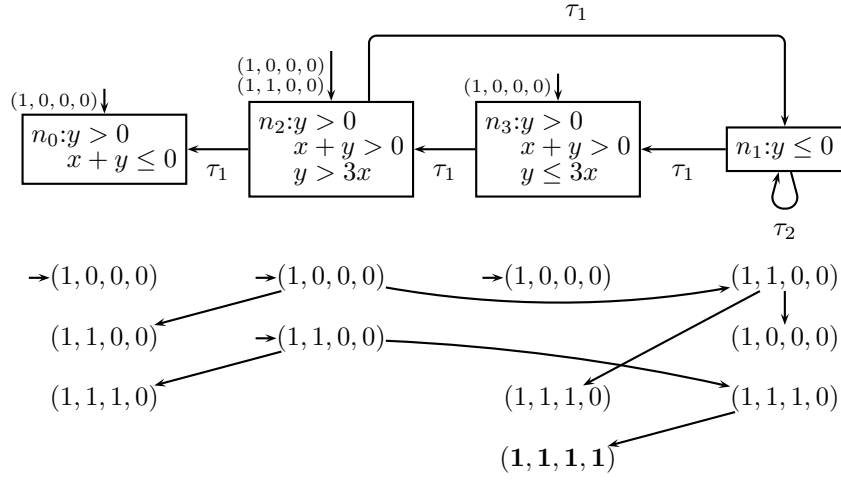 τ₁
(1, 0, 0, 0)
(1, 1, 0, 0)
(1, 0, 0, 0)
(1, 0, 0, 0)
n₀:y > 0
x + y ≤ 0
n₂:y > 0
x + y > 0
y > 3x
n₃:y > 0
x + y > 0
y ≤ 3x
n₁:y ≤ 0
τ₁
τ₁
τ₁
τ₂
(1, 0, 0, 0) (1, 0, 0, 0) (1, 0, 0, 0) (1, 1, 0, 0)
(1, 1, 0, 0) (1, 1, 0, 0) (1, 0, 0, 0)
(1, 1, 1, 0) (1, 1, 1, 0) (1, 1, 1, 0)
(1, 1, 1, 1)